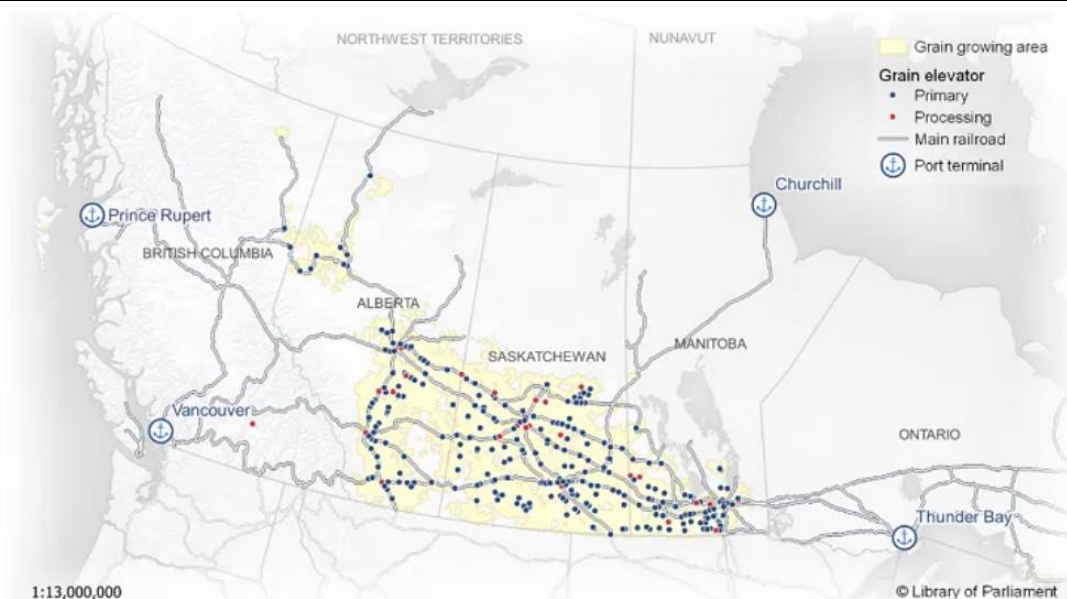 NORTHWEST TERRITORIES
NUNAVUT
Grain growing area
Grain elevator
Primary
Processing
Main railroad
Port terminal
Churchill
Prince Rupert
BRITISH COLUMBIA
ALBERTA
SASKATCHEWAN
MANITOBA
Vancouver
ONTARIO
Thunder Bay
1:13,000,000
© Library of Parliament